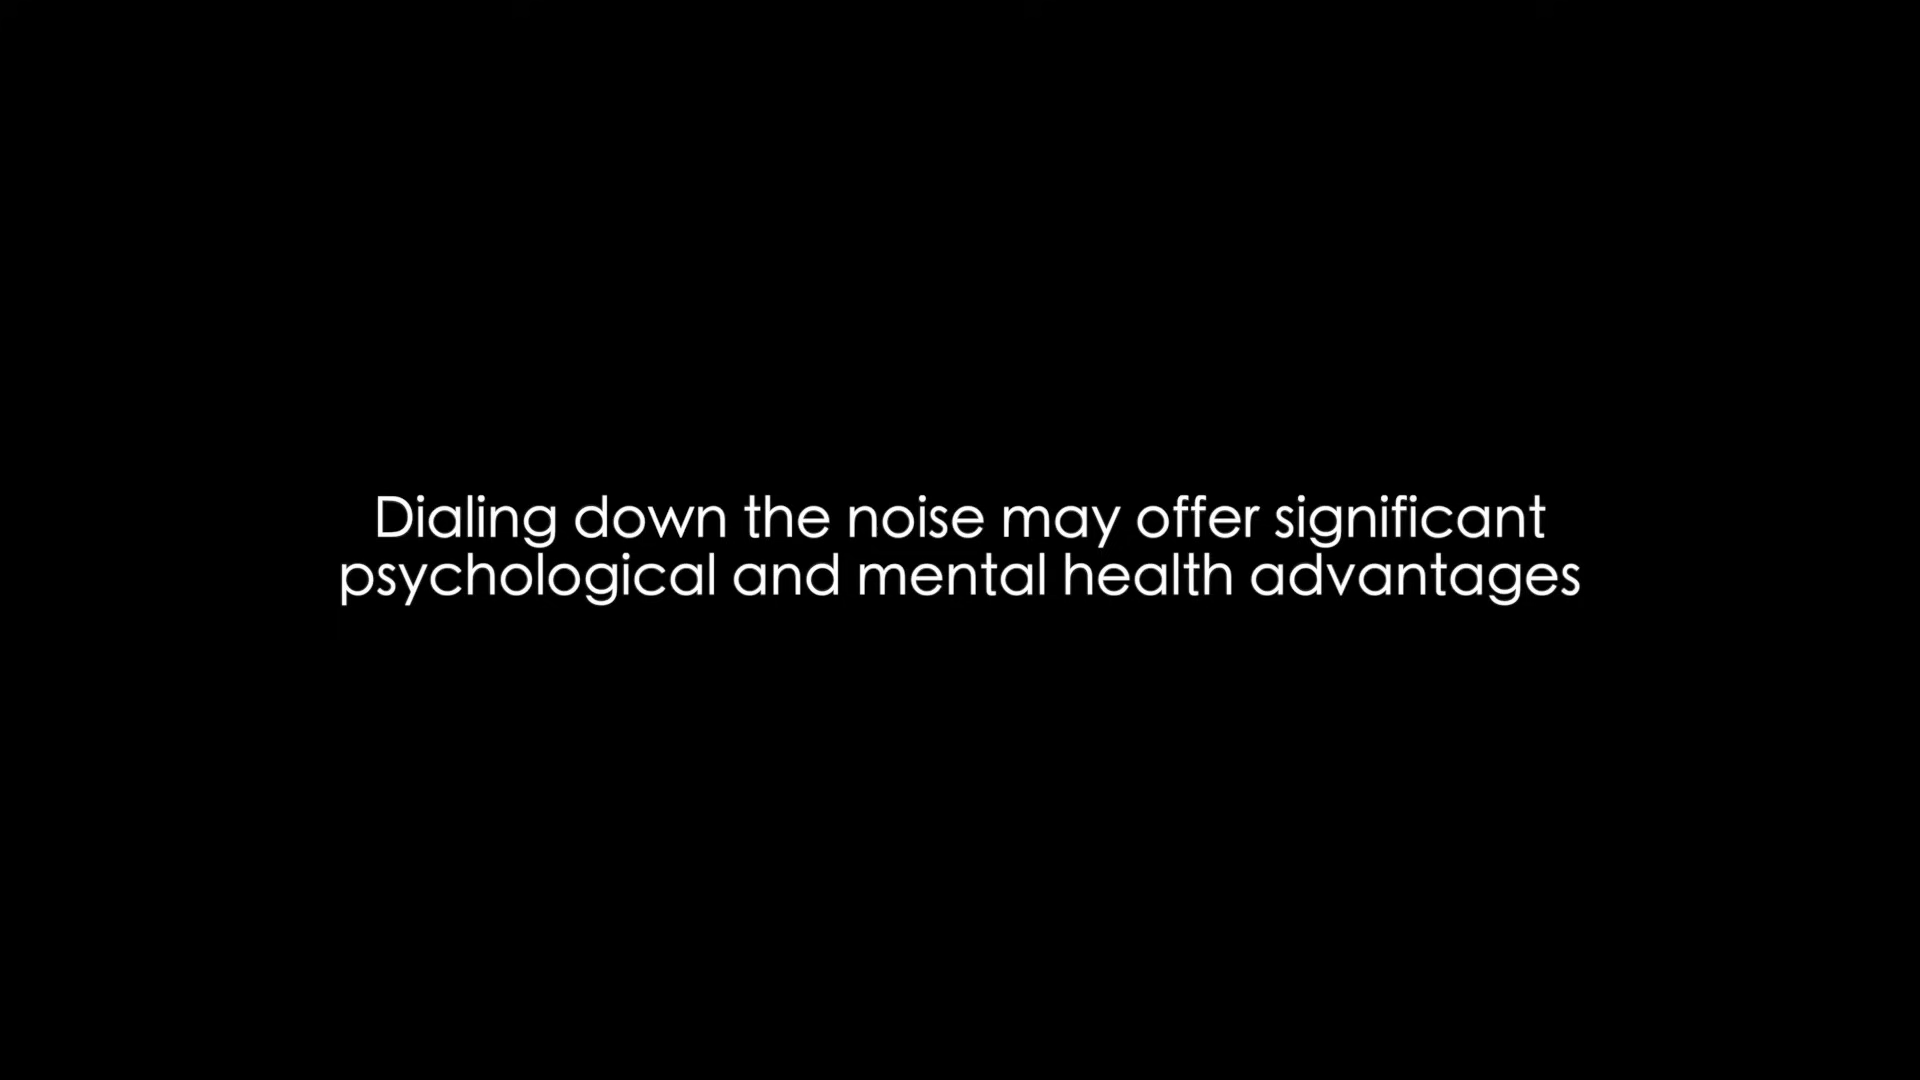 Dialing down the noise may offer significant
psychological and mental health advantages